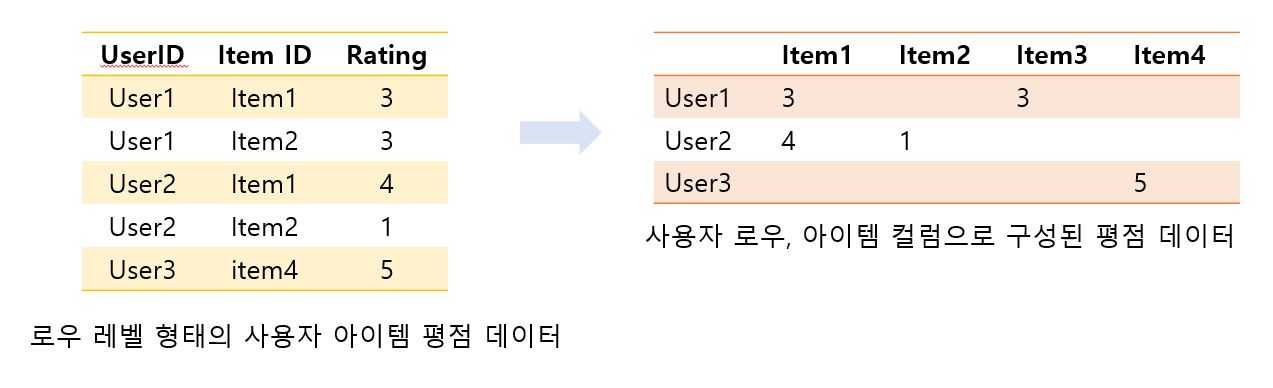 UserID Item ID Rating
User1 Item1 3
User1 Item2 3
User2 Item1 4
User2 Item2 1
User3 item4 5
로우 레벨 형태의 사용자 아이템 평점 데이터
Item1 Item2 Item3 Item4
User1 3 3
User2 4 1
User3 5
사용자 로우, 아이템 컬럼으로 구성된 평점 데이터